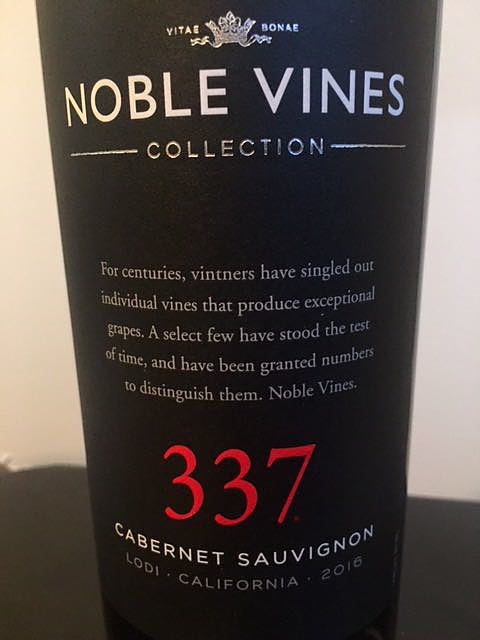 VITAE BONAE
NOBLE VINES
COLLECTION
For centuries, vintners have singled out
individual vines that produce exceptional
grapes. A select few have stood the test
of time, and have been granted numbers
to distinguish them. Noble Vines.
337
CABERNET SAUVIGNON
LODI · CALIFORNIA · 2016